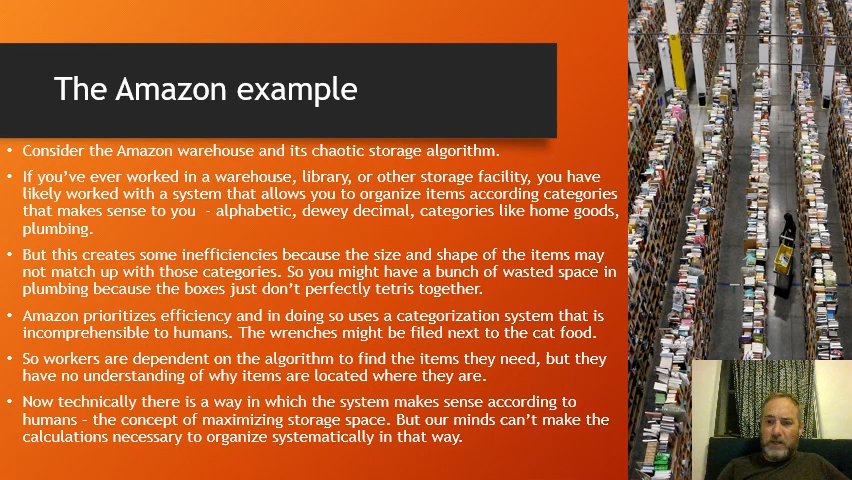 The Amazon example
• Consider the Amazon warehouse and its chaotic storage algorithm.
• If you've ever worked in a warehouse, library, or other storage facility, you have
likely worked with a system that allows you to organize items according categories
that makes sense to you - alphabetic, dewey decimal, categories like home goods,
plumbing.
• But this creates some inefficiencies because the size and shape of the items may
not match up with those categories. So you might have a bunch of wasted space in
plumbing because the boxes just don't perfectly tetris together.
• Amazon prioritizes efficiency and in doing so uses a categorization system that is
incomprehensible to humans. The wrenches might be filed next to the cat food.
• So workers are dependent on the algorithm to find the items they need, but they
have no understanding of why items are located where they are.
• Now technically there is a way in which the system makes sense according to
humans – the concept of maximizing storage space. But our minds can't make the
calculations necessary to organize systematically in that way.